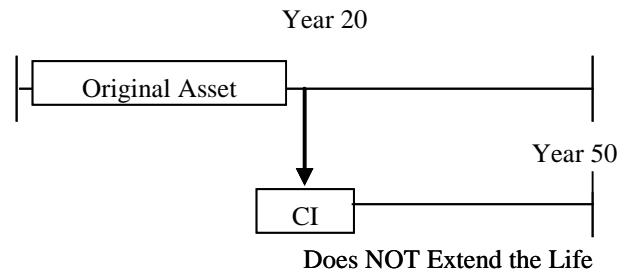 Year 20
Original Asset
Year 50
CI
Does NOT Extend the Life